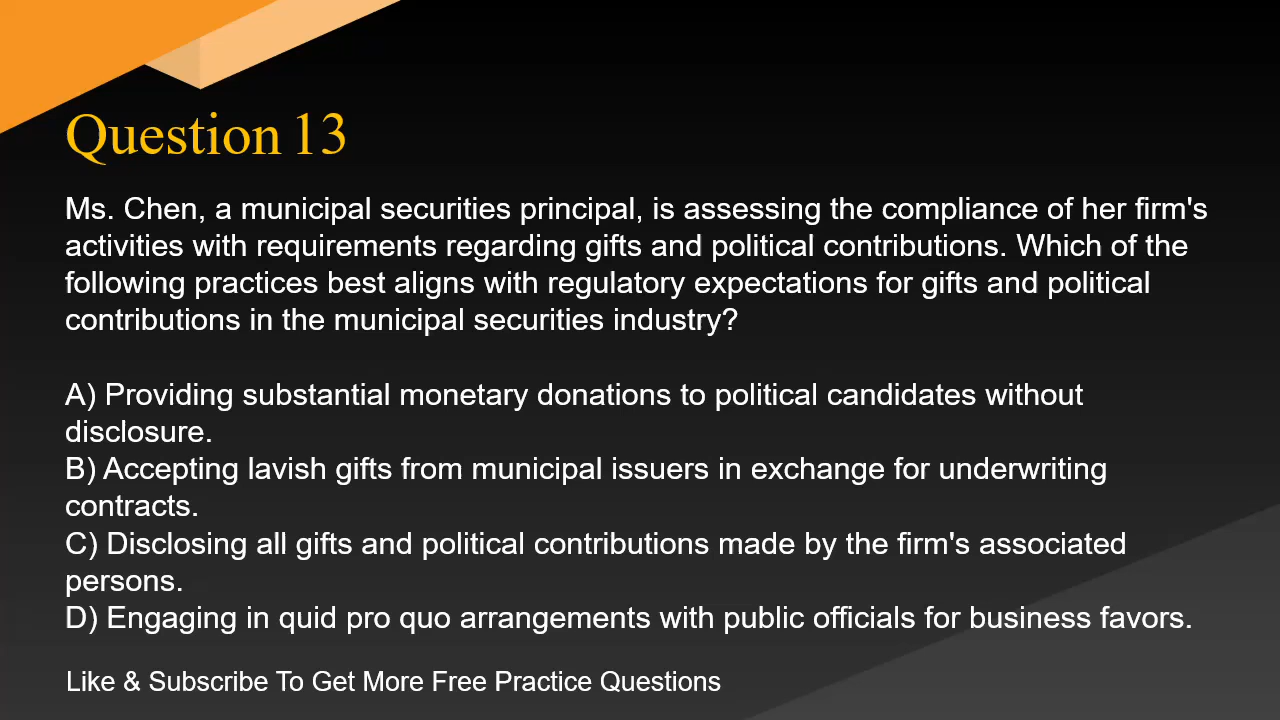 Question 13
Ms. Chen, a municipal securities principal, is assessing the compliance of her firm's
activities with requirements regarding gifts and political contributions. Which of the
following practices best aligns with regulatory expectations for gifts and political
contributions in the municipal securities industry?
A) Providing substantial monetary donations to political candidates without
disclosure.
B) Accepting lavish gifts from municipal issuers in exchange for underwriting
contracts.
C) Disclosing all gifts and political contributions made by the firm's associated
persons.
D) Engaging in quid pro quo arrangements with public officials for business favors.
Like & Subscribe To Get More Free Practice Questions